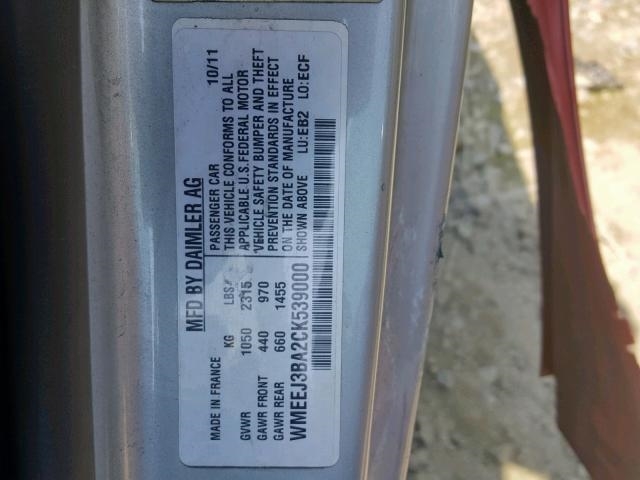 MFD BY DAIMLER AG
MADE IN FRANCE
PASSENGER CAR 10/11
KG LBS
THIS VEHICLE CONFORMS TO ALL
GVWR 1050 2315
APPLICABLE U.S. FEDERAL MOTOR
GAWR FRONT 440 970
VEHICLE SAFETY BUMPER AND THEFT
PREVENTION STANDARDS IN EFFECT
GAWR REAR 660 1455
ON THE DATE OF MANUFACTURE
WMEEJ3BA2CK539000
SHOWN ABOVE LU:EB2 LO:ECF